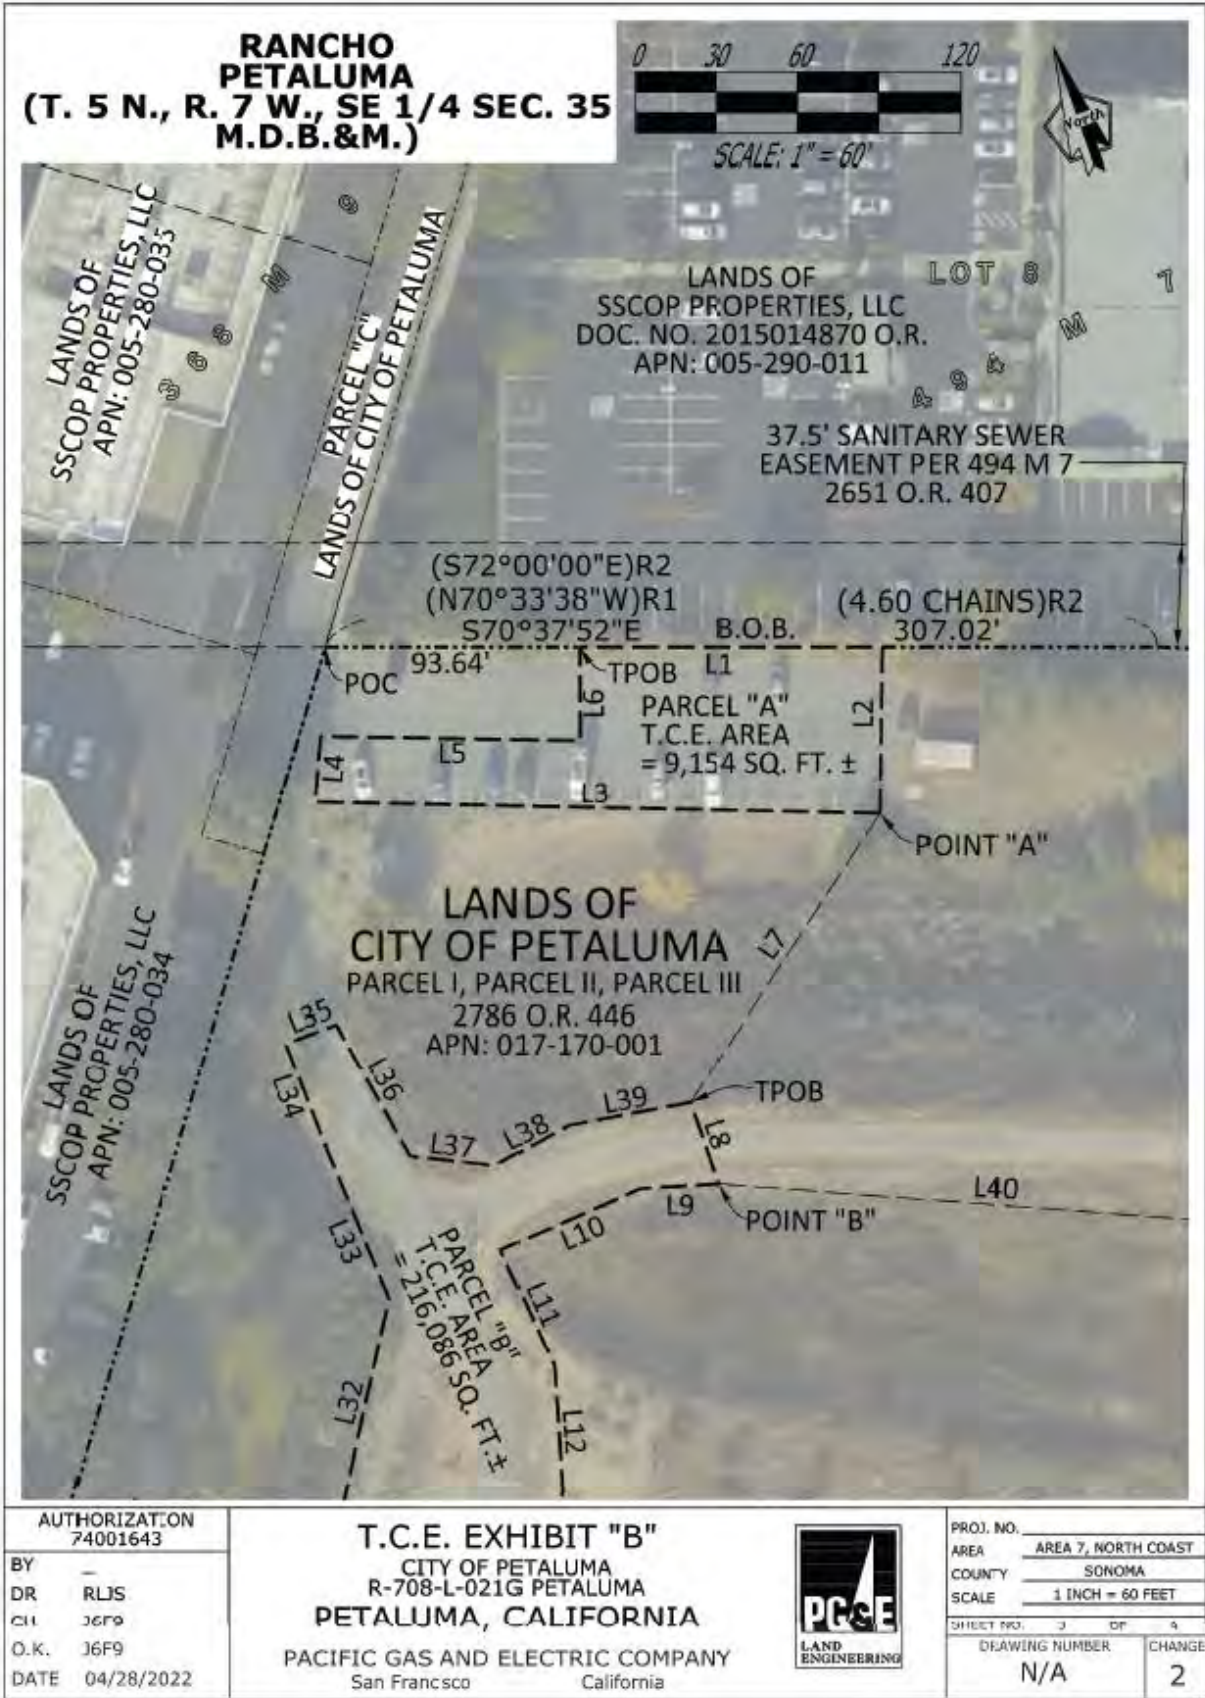 RANCHO
PETALUMA
(T. 5 N., R. 7 W., SE 1/4 SEC. 35
M.D.B.&M.)
0 30 60 120
SCALE: 1" = 60'
North
LANDS OF
SSCOP PROPERTIES, LLC
APN: 005-280-035
9
M
368
PARCEL "C"
LANDS OF CITY OF PETALUMA
LANDS OF
SSCOP PROPERTIES, LLC
DOC. NO. 2015014870 O.R.
APN: 005-290-011
LOT 8
7
M
494
37.5' SANITARY SEWER
EASEMENT PER 494 M 7
2651 O.R. 407
(S72°00'00"E)R2
(N70°33'38"W)R1
S70°37'52"E
B.O.B.
(4.60 CHAINS)R2
307.02'
93.64'
POC
TPOB
L1
L6
L2
PARCEL "A"
T.C.E. AREA
= 9,154 SQ. FT. ±
L4
L5
L3
POINT "A"
LANDS OF
CITY OF PETALUMA
PARCEL I, PARCEL II, PARCEL III
2786 O.R. 446
APN: 017-170-001
L7
LANDS OF
SSCOP PROPERTIES, LLC
APN: 005-280-034
L35
L36
L34
L37
L38
L39
TPOB
L8
L9
L10
POINT "B"
L40
L33
PARCEL "B"
T.C.E. AREA
= 216,086 SQ. FT.±
L11
L32
L12
AUTHORIZATION
74001643
BY _
DR RLJS
CH J6F9
O.K. J6F9
DATE 04/28/2022
T.C.E. EXHIBIT "B"
CITY OF PETALUMA
R-708-L-021G PETALUMA
PETALUMA, CALIFORNIA
PACIFIC GAS AND ELECTRIC COMPANY
San Francsco California
PG&E
LAND
ENGINEERING
PROJ. NO.
AREA AREA 7, NORTH COAST
COUNTY SONOMA
SCALE 1 INCH = 60 FEET
SHEET NO. 3 OF 4
DRAWING NUMBER
N/A
CHANGE
2